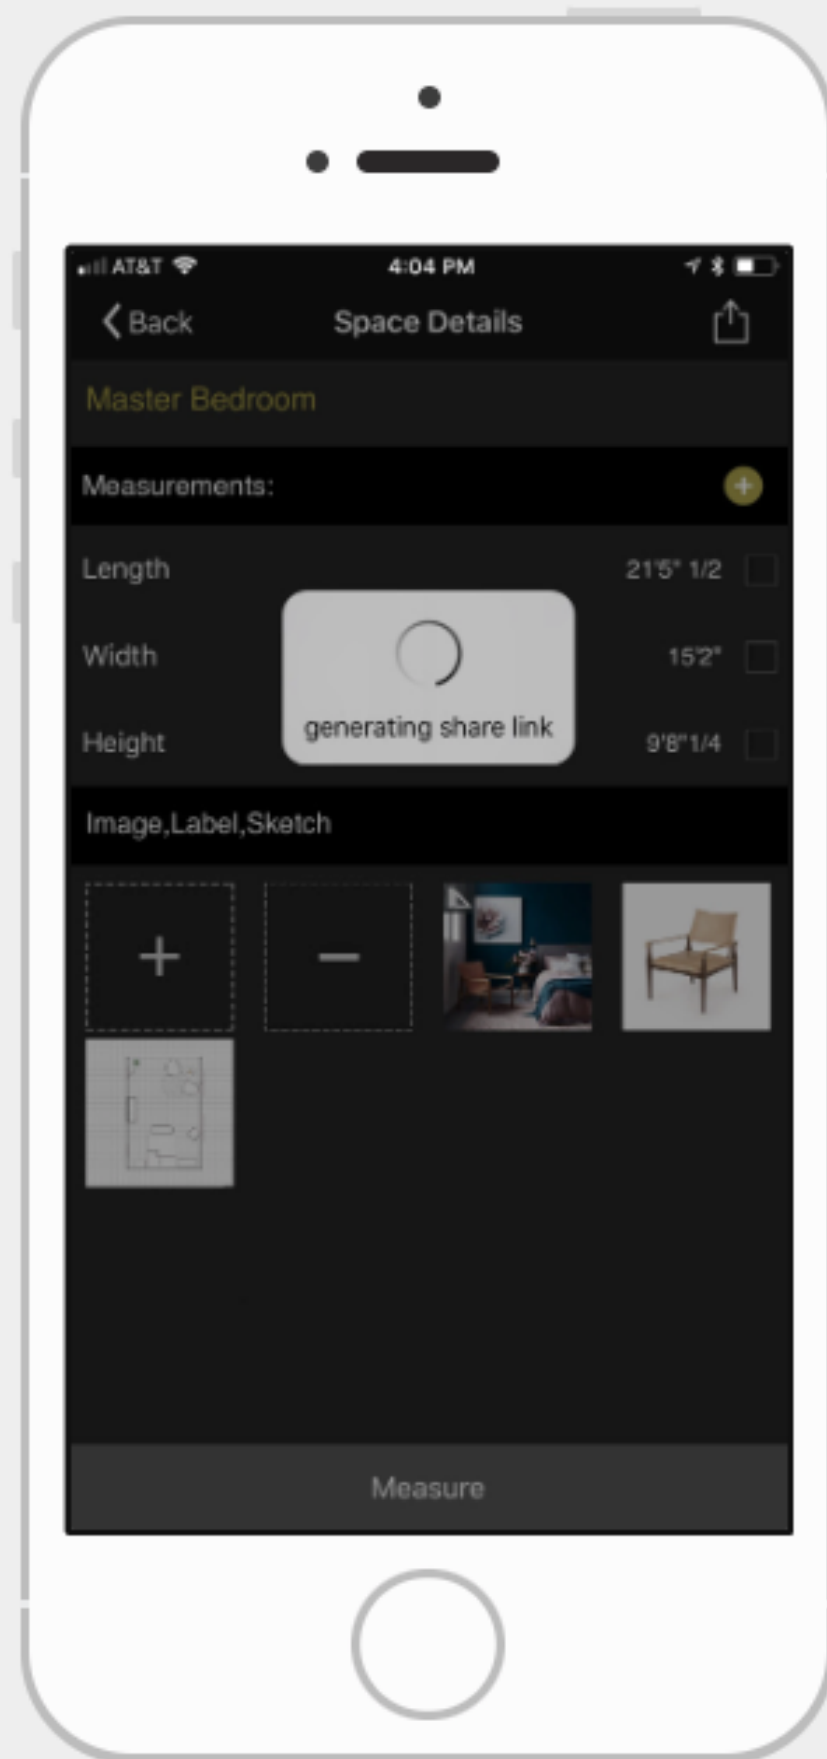 AT&T 4:04 PM
Back Space Details
Master Bedroom
Measurements:
Length 21'5" 1/2
Width 15'2"
generating share link
Height 9'8"1/4
Image,Label,Sketch
Measure